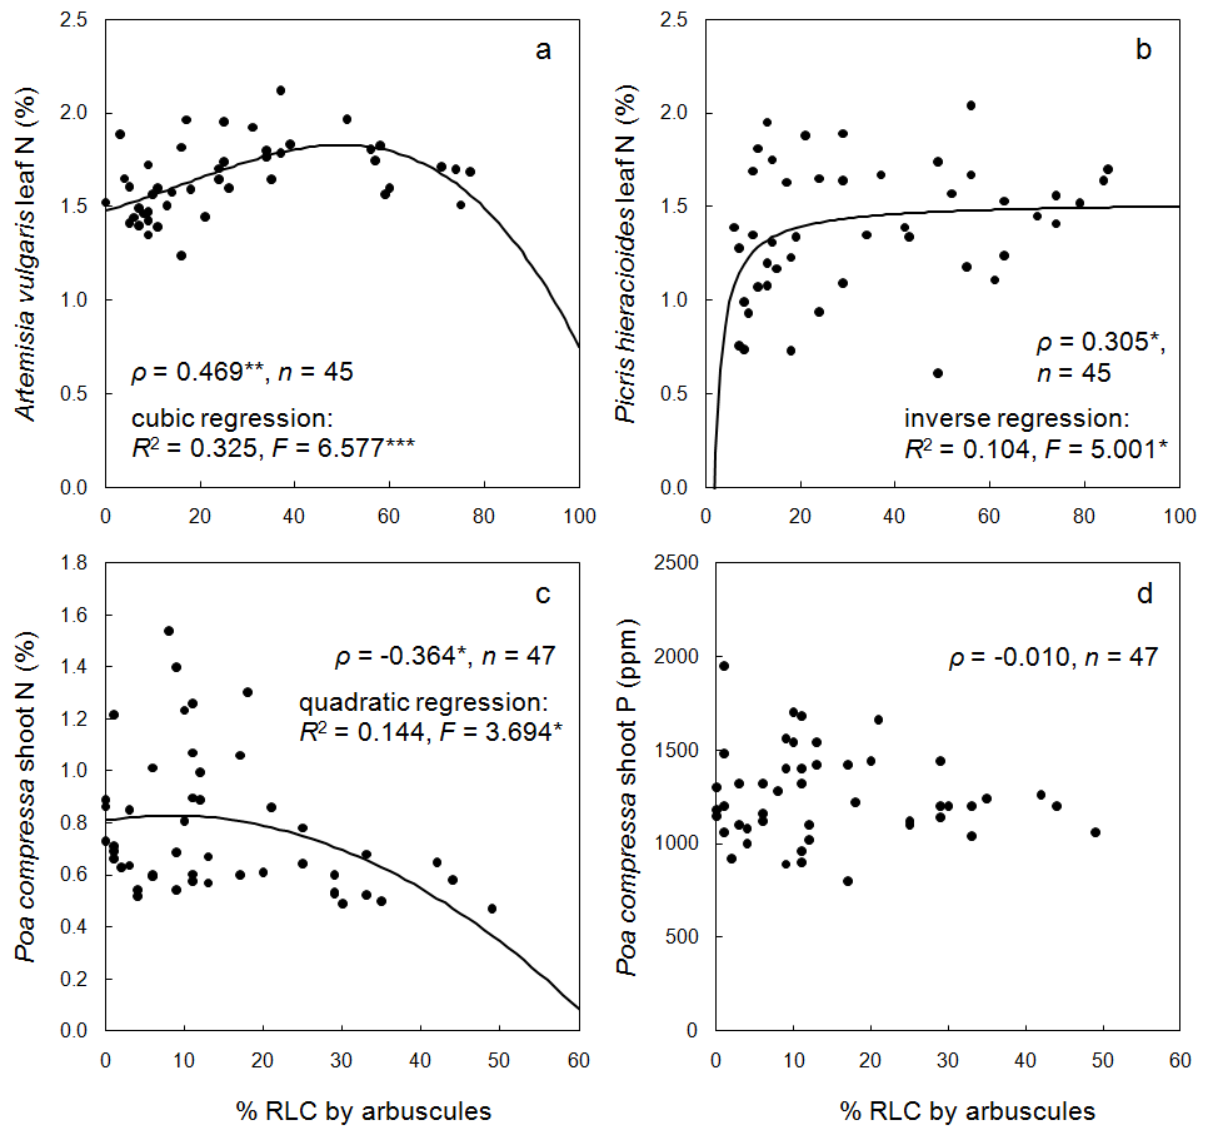 2.5
2.0
1.5
1.0
0.5
0.0
Artemisia vulgaris leaf N (%)
a
ρ = 0.469**, n = 45
cubic regression:
R² = 0.325, F = 6.577***
0 20 40 60 80 100
2.5
2.0
1.5
1.0
0.5
0.0
Picris hieracioides leaf N (%)
b
ρ = 0.305*,
n = 45
inverse regression:
R² = 0.104, F = 5.001*
0 20 40 60 80 100
1.8
1.6
1.4
1.2
1.0
0.8
0.6
0.4
0.2
0.0
Poa compressa shoot N (%)
c
ρ = -0.364*, n = 47
quadratic regression:
R² = 0.144, F = 3.694*
0 10 20 30 40 50 60
% RLC by arbuscules
2500
2000
1500
1000
500
0
Poa compressa shoot P (ppm)
d
ρ = -0.010, n = 47
0 10 20 30 40 50 60
% RLC by arbuscules